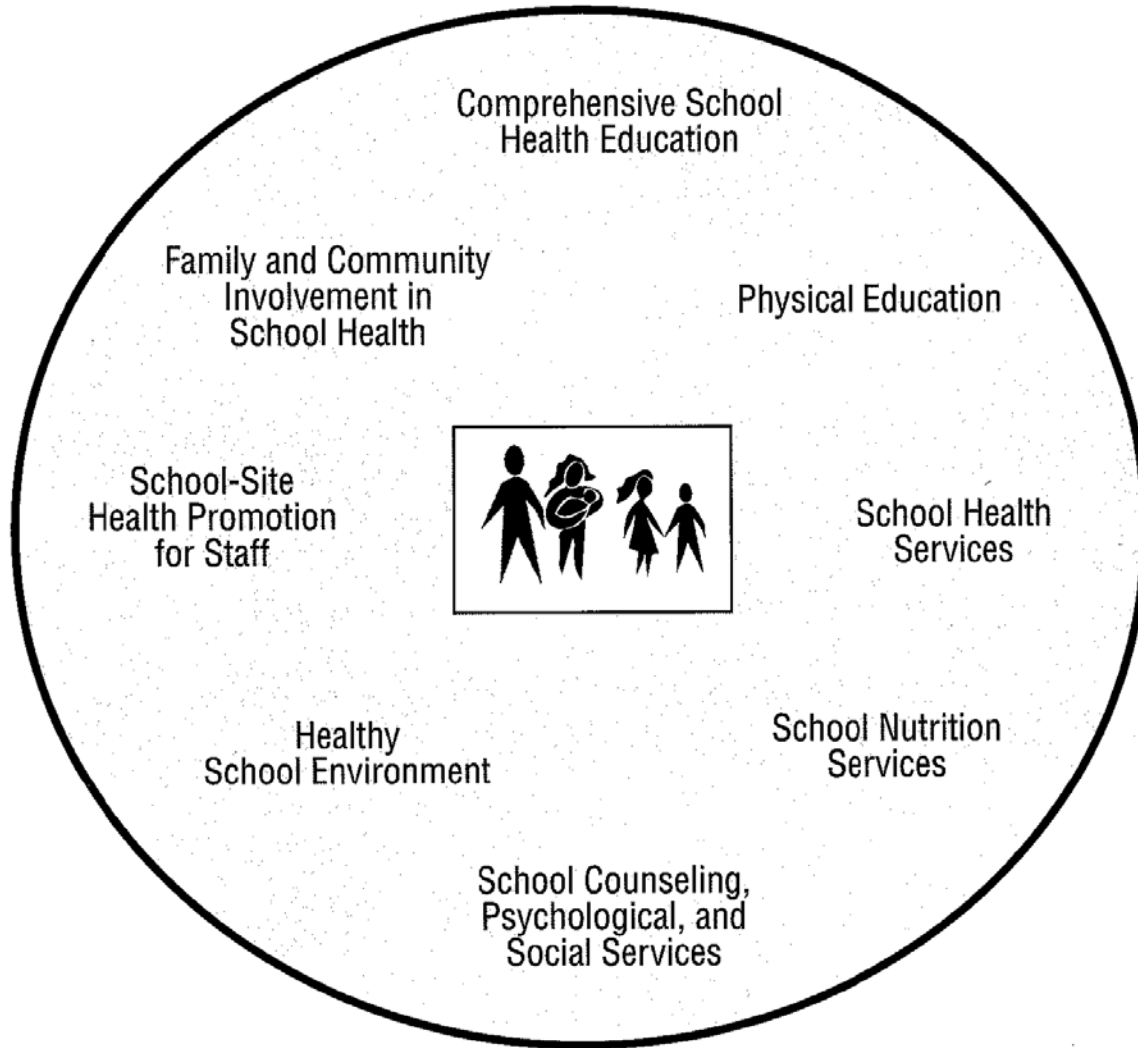 Comprehensive School
Health Education
Family and Community
Involvement in
School Health
Physical Education
School-Site
Health Promotion
for Staff
School Health
Services
Healthy
School Environment
School Nutrition
Services
School Counseling,
Psychological, and
Social Services